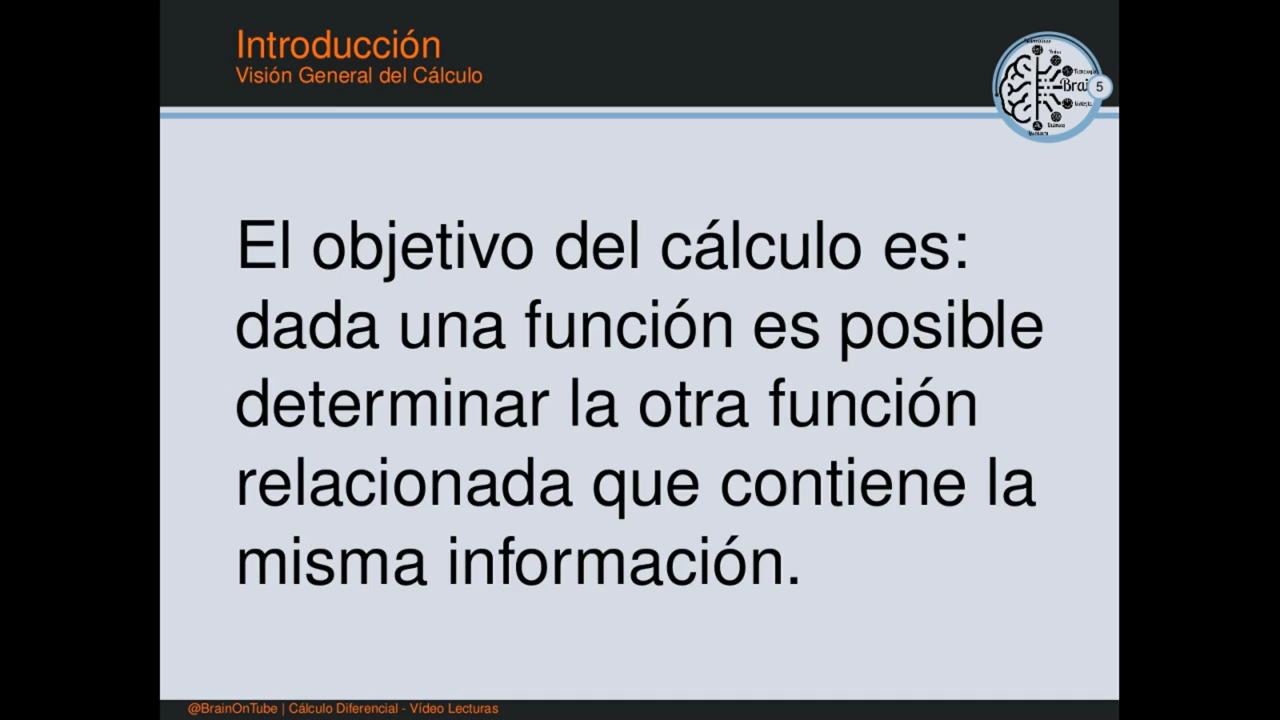 Introducción
Visión General del Cálculo
5
El objetivo del cálculo es:
dada una función es posible
determinar la otra función
relacionada que contiene la
misma información.
@BrainOnTube | Cálculo Diferencial - Vídeo Lecturas